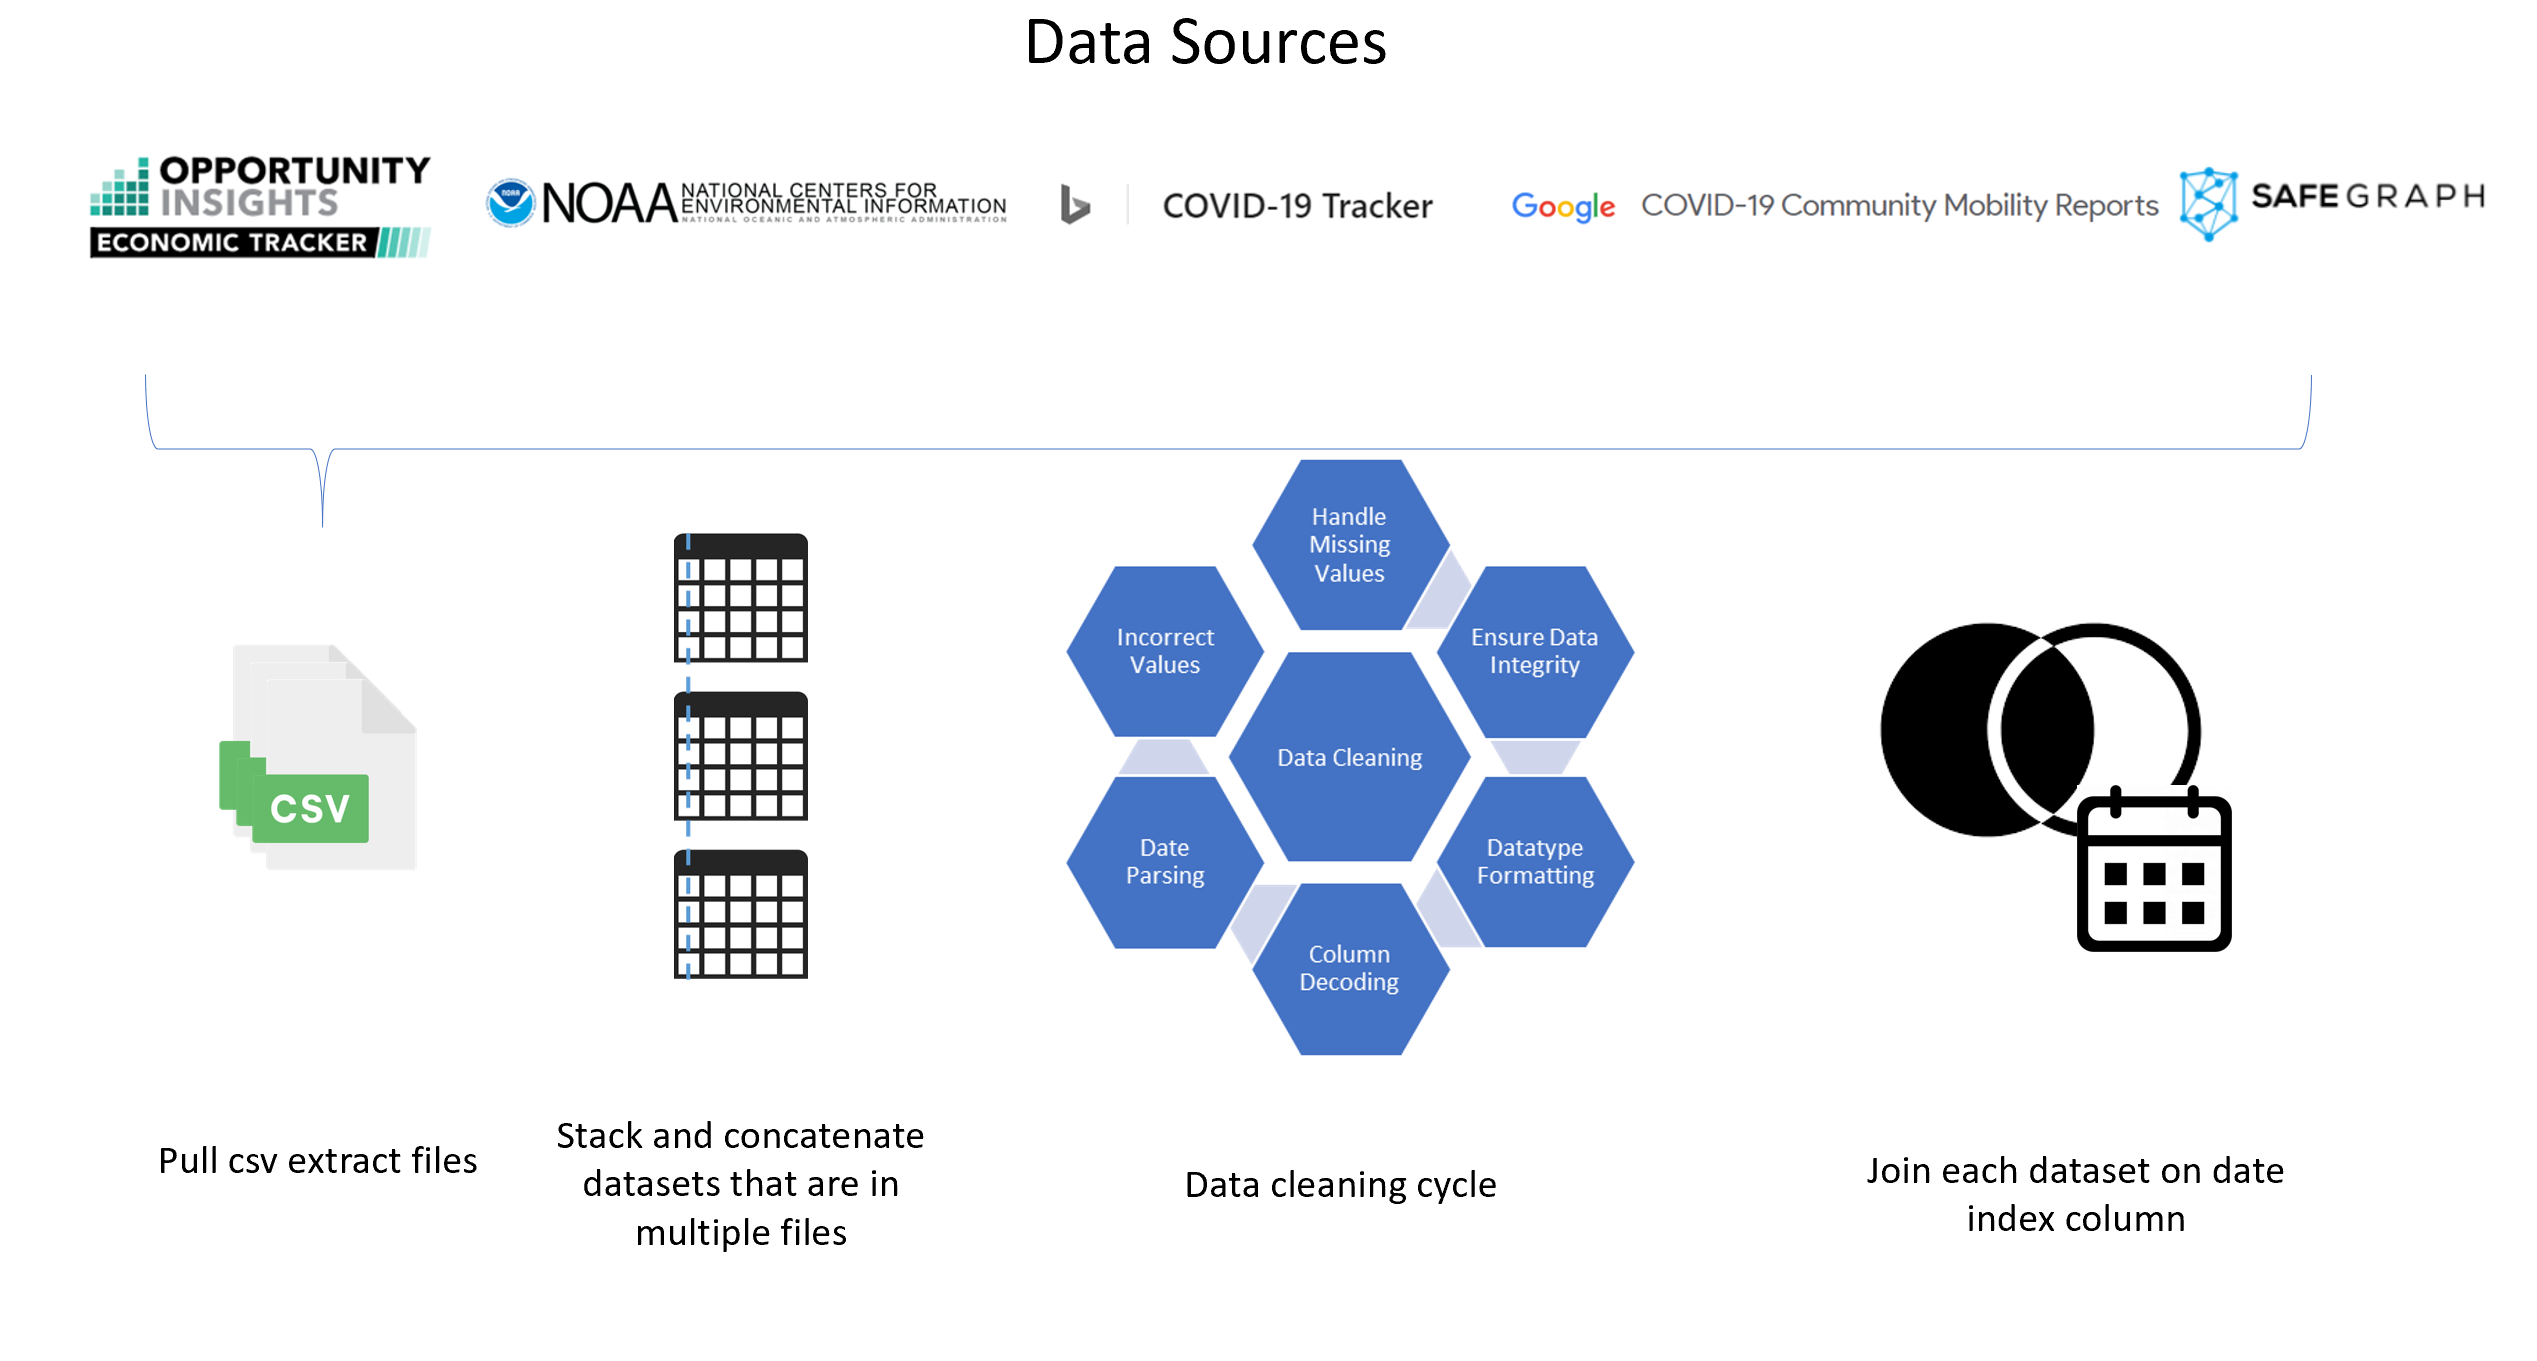 Data Sources
OPPORTUNITY
INSIGHTS
ECONOMIC TRACKER
NOAA
NOAA
NATIONAL CENTERS FOR
ENVIRONMENTAL INFORMATION
NATIONAL OCEANIC AND ATMOSPHERIC ADMINISTRATION
COVID-19 Tracker
Google COVID-19 Community Mobility Reports
SAFEGRAPH
CSV
Handle
Missing
Values
Incorrect
Values
Ensure Data
Integrity
Data Cleaning
Date
Parsing
Datatype
Formatting
Column
Decoding
Pull csv extract files
Stack and concatenate
datasets that are in
multiple files
Data cleaning cycle
Join each dataset on date
index column